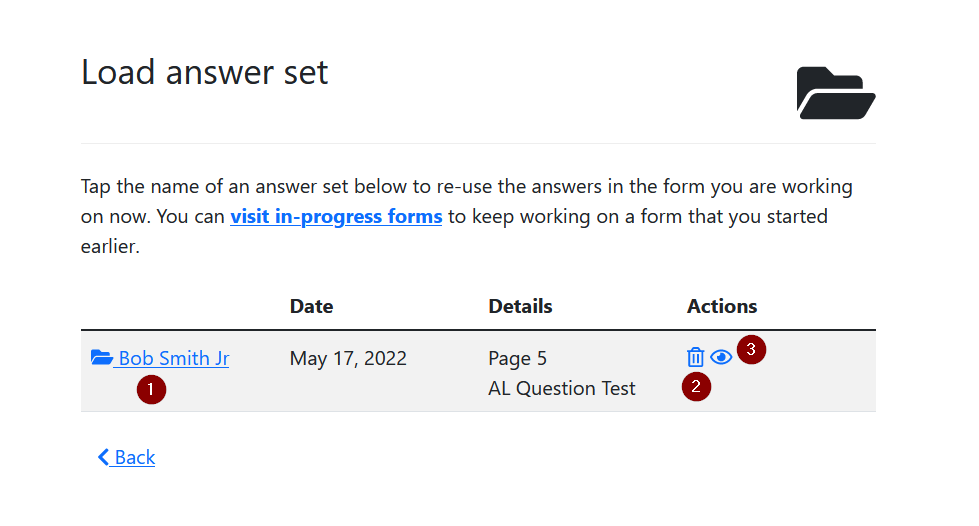 Load answer set
Tap the name of an answer set below to re-use the answers in the form you are working
on now. You can visit in-progress forms to keep working on a form that you started
earlier.
Date Details Actions
Bob Smith Jr May 17, 2022 Page 5 3
1 AL Question Test 2
Back